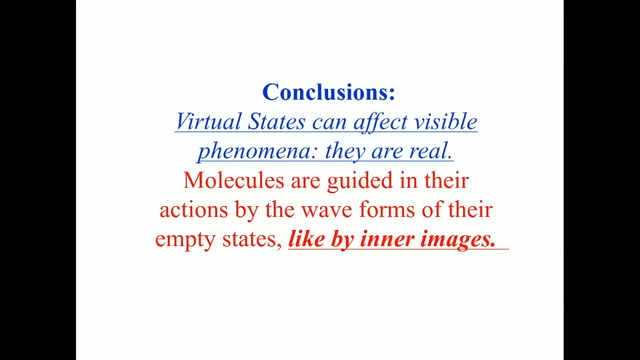 Conclusions:
Virtual States can affect visible
phenomena: they are real.
Molecules are guided in their
actions by the wave forms of their
empty states, like by inner images.